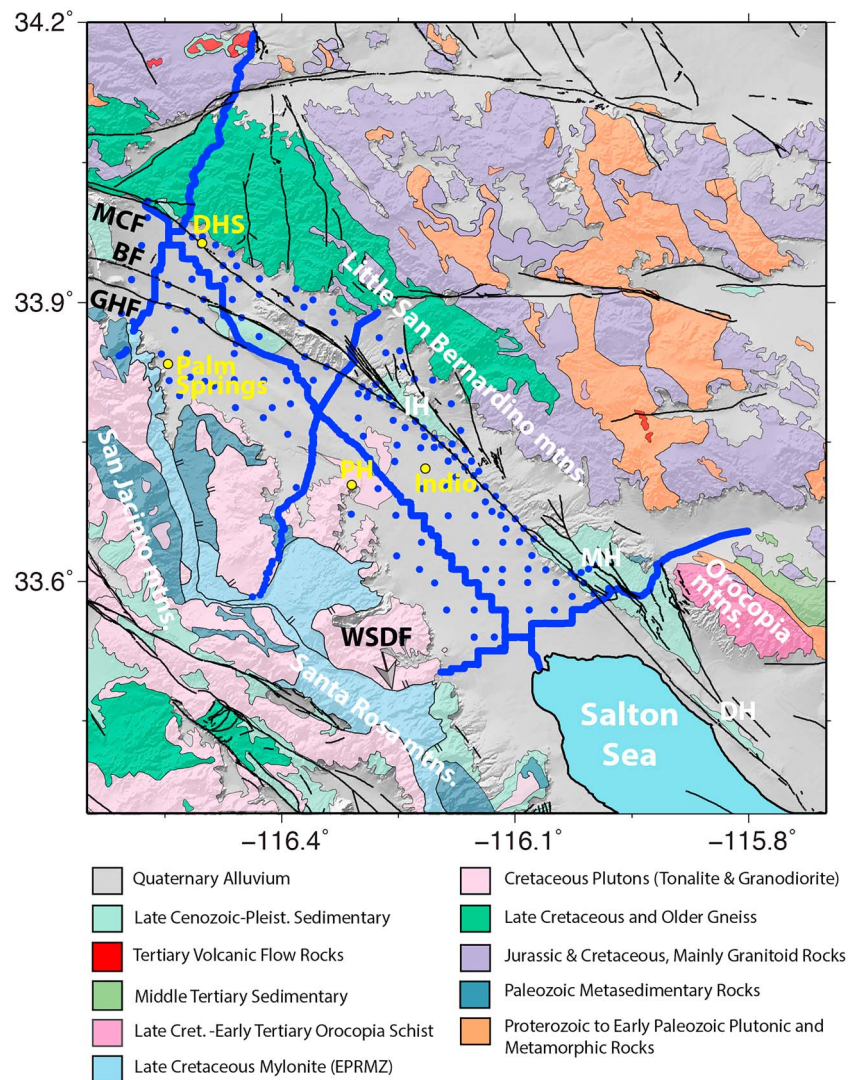 34.2°
MCF
DHS
BF
Little San Bernardino mtns.
33.9°
GHF
Palm
Springs
IH
San Jacinto mtns.
PH
Indio
33.6°
MH
Orocopia
mtns.
WSDF
Santa Rosa mtns.
Salton
Sea
DH
−116.4°
−116.1°
−115.8°
Quaternary Alluvium
Late Cenozoic-Pleist. Sedimentary
Tertiary Volcanic Flow Rocks
Middle Tertiary Sedimentary
Late Cret. -Early Tertiary Orocopia Schist
Late Cretaceous Mylonite (EPRMZ)
Cretaceous Plutons (Tonalite & Granodiorite)
Late Cretaceous and Older Gneiss
Jurassic & Cretaceous, Mainly Granitoid Rocks
Paleozoic Metasedimentary Rocks
Proterozoic to Early Paleozoic Plutonic and
Metamorphic Rocks